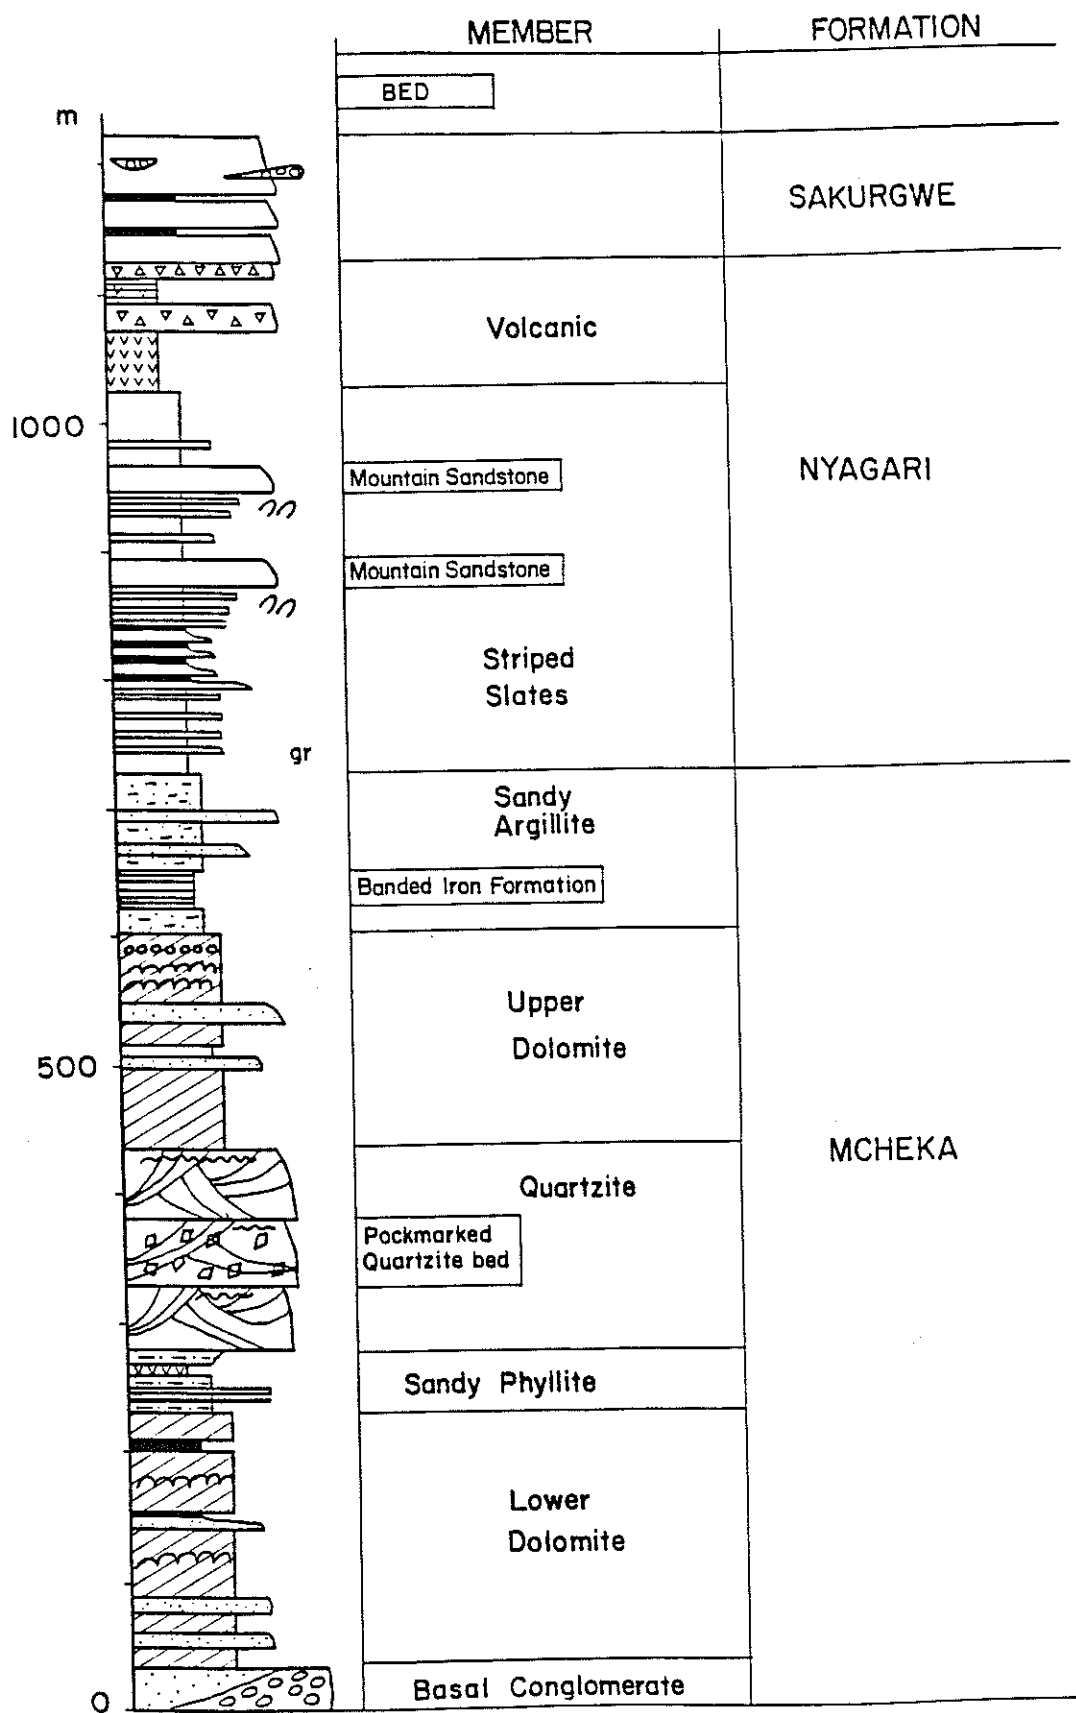 MEMBER
FORMATION
BED
m
SAKURGWE
Volcanic
1000
NYAGARI
Mountain Sandstone
Mountain Sandstone
Striped
Slates
gr
Sandy
Argillite
Banded Iron Formation
Upper
Dolomite
500
MCHEKA
Quartzite
Pockmarked
Quartzite bed
Sandy Phyllite
Lower
Dolomite
Basal Conglomerate
0